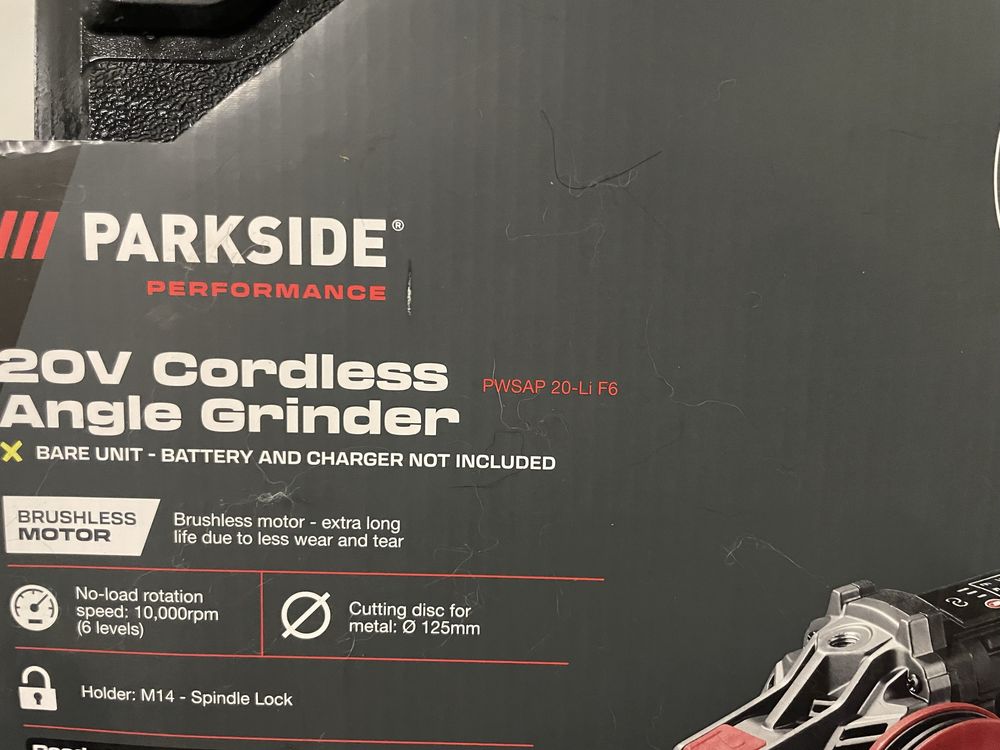 PARKSIDE®
PERFORMANCE
20V Cordless
Angle Grinder
PWSAP 20-Li F6
BARE UNIT - BATTERY AND CHARGER NOT INCLUDED
BRUSHLESS
MOTOR
Brushless motor - extra long
life due to less wear and tear
No-load rotation
speed: 10,000rpm
(6 levels)
Cutting disc for
metal: Ø 125mm
Holder: M14 - Spindle Lock